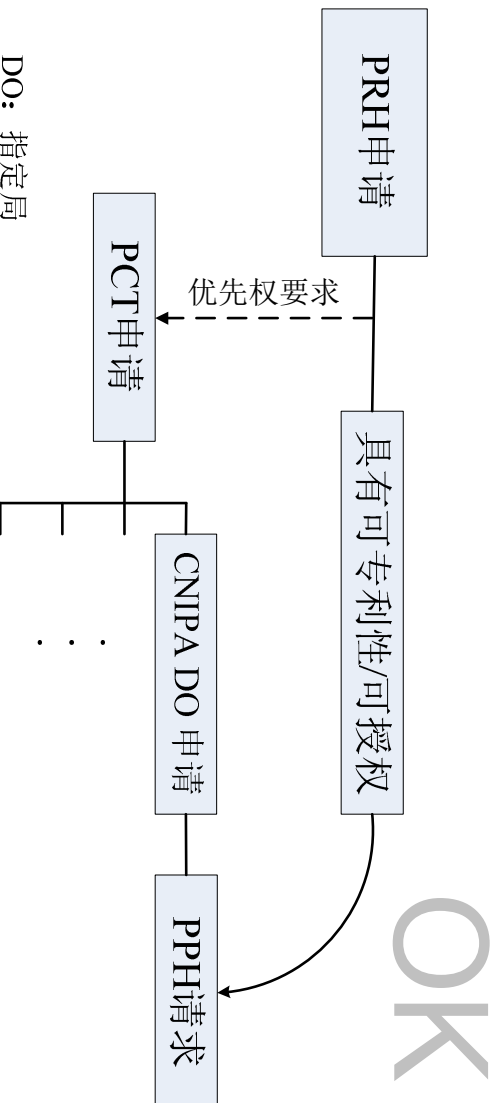 OK
PRH申请
具有可专利性/可授权
优先权要求
PCT申请
CNIPA DO 申请
PPH请求
. . .
DO：指定局